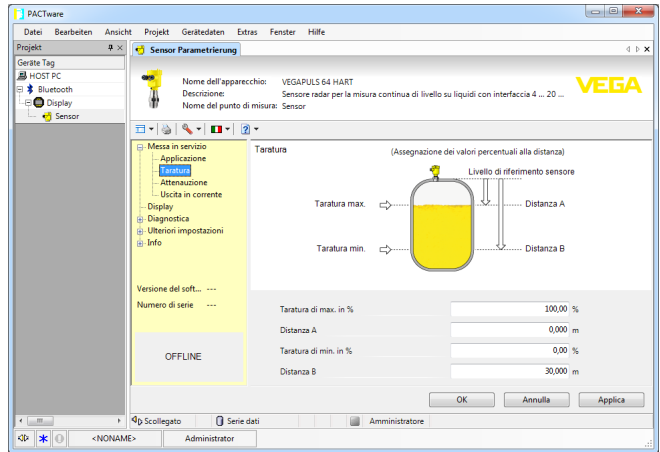 PACTware
Datei Bearbeiten Ansicht Projekt Gerätedaten Extras Fenster Hilfe
Projekt
Sensor Parametrierung
Geräte Tag
HOST PC
Bluetooth
Display
Sensor
Nome dell'apparecchio: VEGAPULS 64 HART
Descrizione: Sensore radar per la misura continua di livello su liquidi con interfaccia 4 ... 20 ...
Nome del punto di misura: Sensor
VEGA
Messa in servizio
Applicazione
Taratura
Attenuazione
Uscita in corrente
Display
Diagnostica
Ulteriori impostazioni
Info
Versione del soft... ---
Numero di serie ---
OFFLINE
Taratura
(Assegnazione dei valori percentuali alla distanza)
Livello di riferimento sensore
Taratura max.
Distanza A
Taratura min.
Distanza B
Taratura di max. in % 100,00 %
Distanza A 0,000 m
Taratura di min. in % 0,00 %
Distanza B 30,000 m
OK Annulla Applica
Scollegato Serie dati Amministratore
<NONAME> Administrator